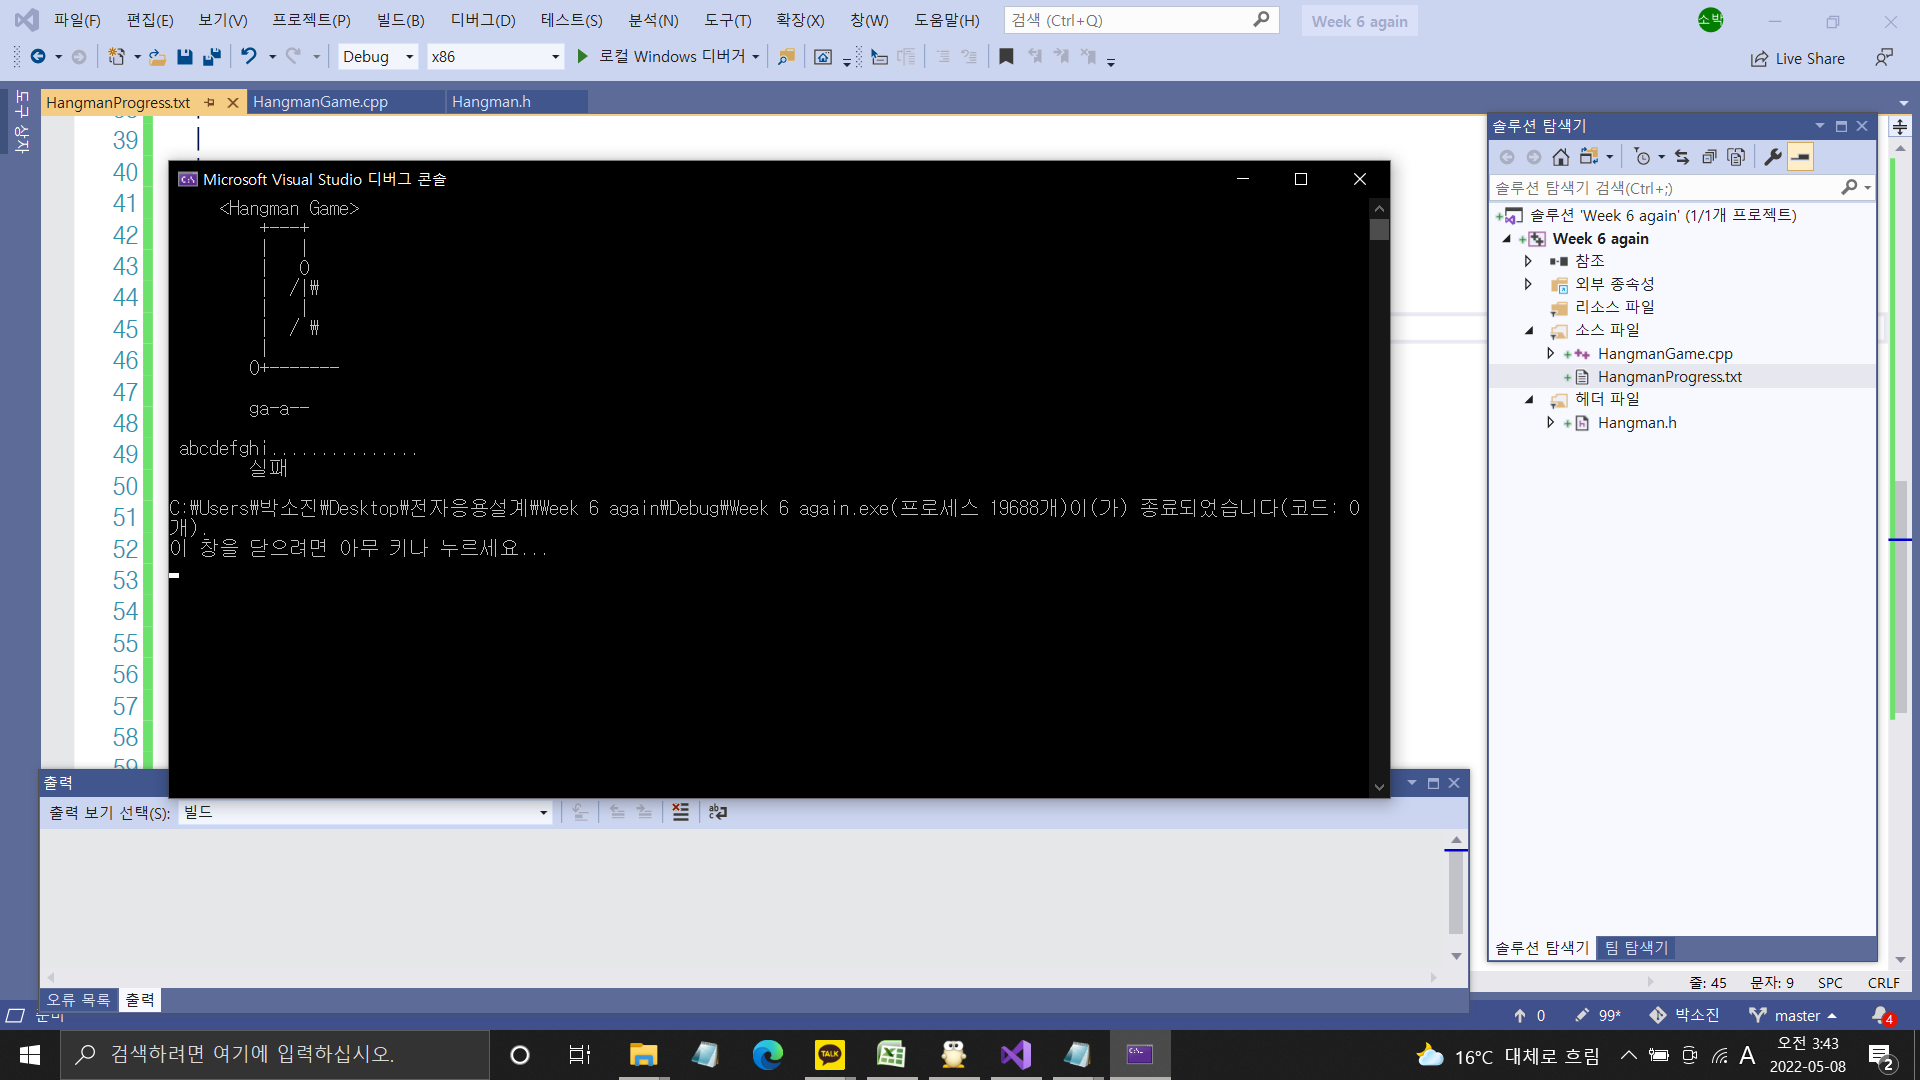 파일(F) 편집(E) 보기(V) 프로젝트(P) 빌드(B) 디버그(D) 테스트(S) 분석(N) 도구(T) 확장(X) 창(W) 도움말(H) 검색 (Ctrl+Q) Week 6 again 소박
Debug x86 로컬 Windows 디버거 Live Share
도구 상자
HangmanProgress.txt HangmanGame.cpp Hangman.h
39
40
41
42
43
44
45
46
47
48
49
50
51
52
53
54
55
56
57
58
59
Microsoft Visual Studio 디버그 콘솔
<Hangman Game>
+---+
|   |
|   O
|  /|₩
|   |
|  / ₩
|
0+-------
ga-a--
abcdefghi...............
실패
C:₩Users₩박소진₩Desktop₩전자응용설계₩Week 6 again₩Debug₩Week 6 again.exe(프로세스 19688개)이(가) 종료되었습니다(코드: 0
개).
이 창을 닫으려면 아무 키나 누르세요...
솔루션 탐색기
솔루션 탐색기 검색(Ctrl+;)
솔루션 'Week 6 again' (1/1개 프로젝트)
Week 6 again
참조
외부 종속성
리소스 파일
소스 파일
HangmanGame.cpp
HangmanProgress.txt
헤더 파일
Hangman.h
솔루션 탐색기 팀 탐색기
출력
출력 보기 선택(S): 빌드
오류 목록 출력
줄: 45 문자: 9 SPC CRLF
준비 0 99* 박소진 master 4
검색하려면 여기에 입력하십시오. TALK 16°C 대체로 흐림 A 오전 3:43
2022-05-08 2